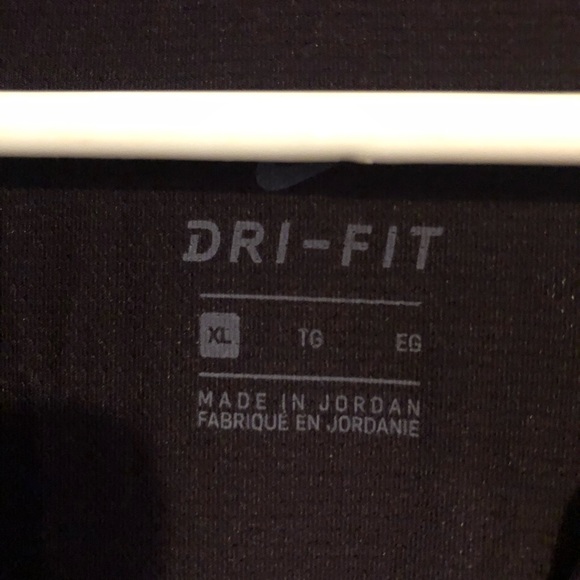 DRI-FIT
XL TG EG
MADE IN JORDAN
FABRIQUÉ EN JORDANIE